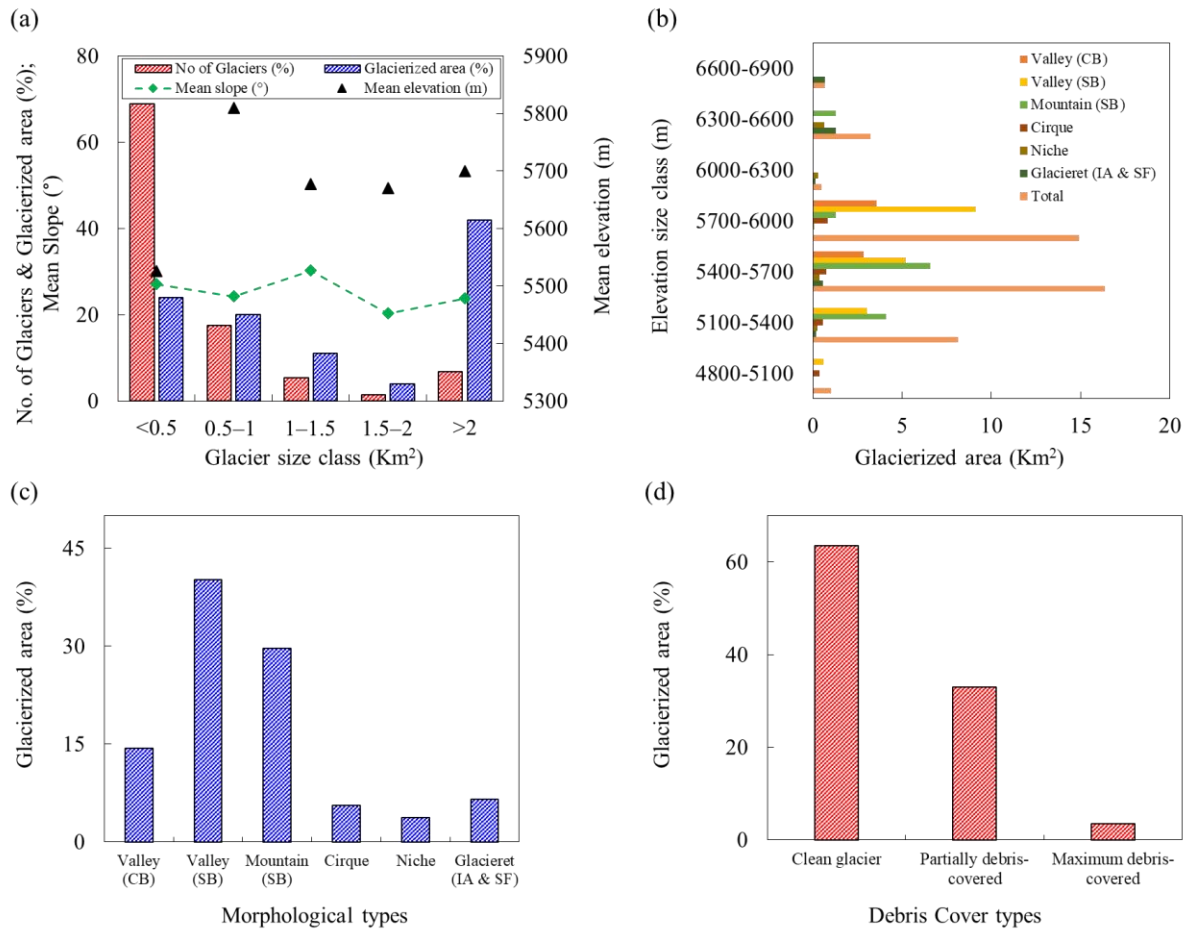 (a)
No. of Glaciers & Glacierized area (%);
Mean Slope (°)
80
60
40
20
0
No of Glaciers (%)
Glacierized area (%)
Mean slope (°)
Mean elevation (m)
5900
5800
5700
5600
5500
5400
5300
Mean elevation (m)
<0.5
0.5–1
1–1.5
1.5–2
>2
Glacier size class (Km²)
(b)
Elevation size class (m)
6600-6900
6300-6600
6000-6300
5700-6000
5400-5700
5100-5400
4800-5100
Valley (CB)
Valley (SB)
Mountain (SB)
Cirque
Niche
Glacieret (IA & SF)
Total
0
5
10
15
20
Glacierized area (Km²)
(c)
Glacierized area (%)
45
30
15
0
Valley
(CB)
Valley
(SB)
Mountain
(SB)
Cirque
Niche
Glacieret
(IA & SF)
Morphological types
(d)
Glacierized area (%)
60
40
20
0
Clean glacier
Partially debris-
covered
Maximum debris-
covered
Debris Cover types